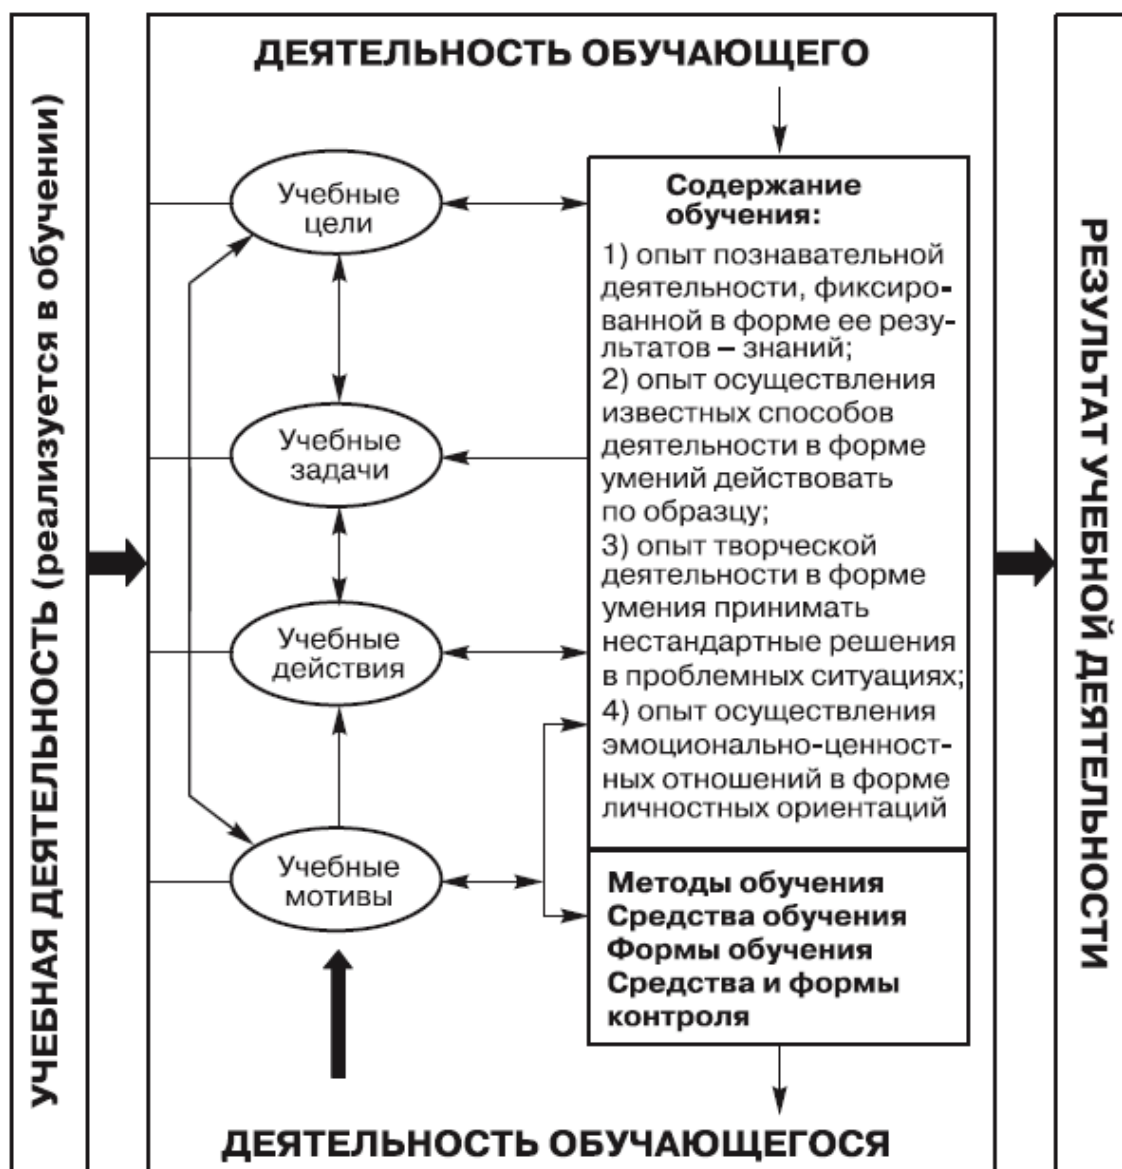 УЧЕБНАЯ ДЕЯТЕЛЬНОСТЬ (реализуется в обучении)
ДЕЯТЕЛЬНОСТЬ ОБУЧАЮЩЕГО
Учебные
цели
Учебные
задачи
Учебные
действия
Учебные
мотивы
Содержание
обучения:
1) опыт познавательной
деятельности, фиксиро-
ванной в форме ее резу-
льтатов – знаний;
2) опыт осуществления
известных способов
деятельности в форме
умений действовать
по образцу;
3) опыт творческой
деятельности в форме
умения принимать
нестандартные решения
в проблемных ситуациях;
4) опыт осуществления
эмоционально-ценност-
ных отношений в форме
личностных ориентаций
Методы обучения
Средства обучения
Формы обучения
Средства и формы
контроля
ДЕЯТЕЛЬНОСТЬ ОБУЧАЮЩЕГОСЯ
РЕЗУЛЬТАТ УЧЕБНОЙ ДЕЯТЕЛЬНОСТИ